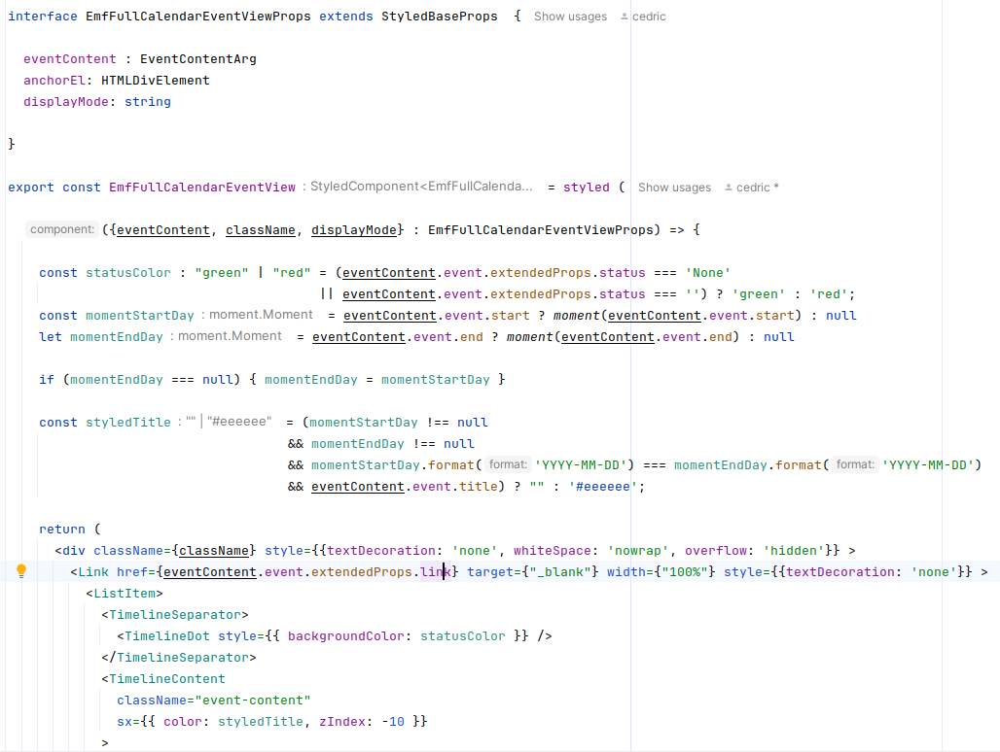 interface EmfFullCalendarEventViewProps extends StyledBaseProps { Show usages cedric
eventContent : EventContentArg
anchorEl: HTMLDivElement
displayMode: string
}
export const EmfFullCalendarEventView : StyledComponent<EmfFullCalenda... = styled ( Show usages cedric *
component: ({eventContent, className, displayMode} : EmfFullCalendarEventViewProps) => {
const statusColor : "green" | "red" = (eventContent.event.extendedProps.status === 'None'
|| eventContent.event.extendedProps.status === '') ? 'green' : 'red';
const momentStartDay : moment.Moment = eventContent.event.start ? moment(eventContent.event.start) : null
let momentEndDay : moment.Moment = eventContent.event.end ? moment(eventContent.event.end) : null
if (momentEndDay === null) { momentEndDay = momentStartDay }
const styledTitle : "" | "#eeeeee" = (momentStartDay !== null
&& momentEndDay !== null
&& momentStartDay.format( format: 'YYYY-MM-DD') === momentEndDay.format( format: 'YYYY-MM-DD')
&& eventContent.event.title) ? "" : '#eeeeee';
return (
<div className={className} style={{textDecoration: 'none', whiteSpace: 'nowrap', overflow: 'hidden'}} >
<Link href={eventContent.event.extendedProps.link} target={"_blank"} width={"100%"} style={{textDecoration: 'none'}} >
<ListItem>
<TimelineSeparator>
<TimelineDot style={{ backgroundColor: statusColor }} />
</TimelineSeparator>
<TimelineContent
className="event-content"
sx={{ color: styledTitle, zIndex: -10 }}
>